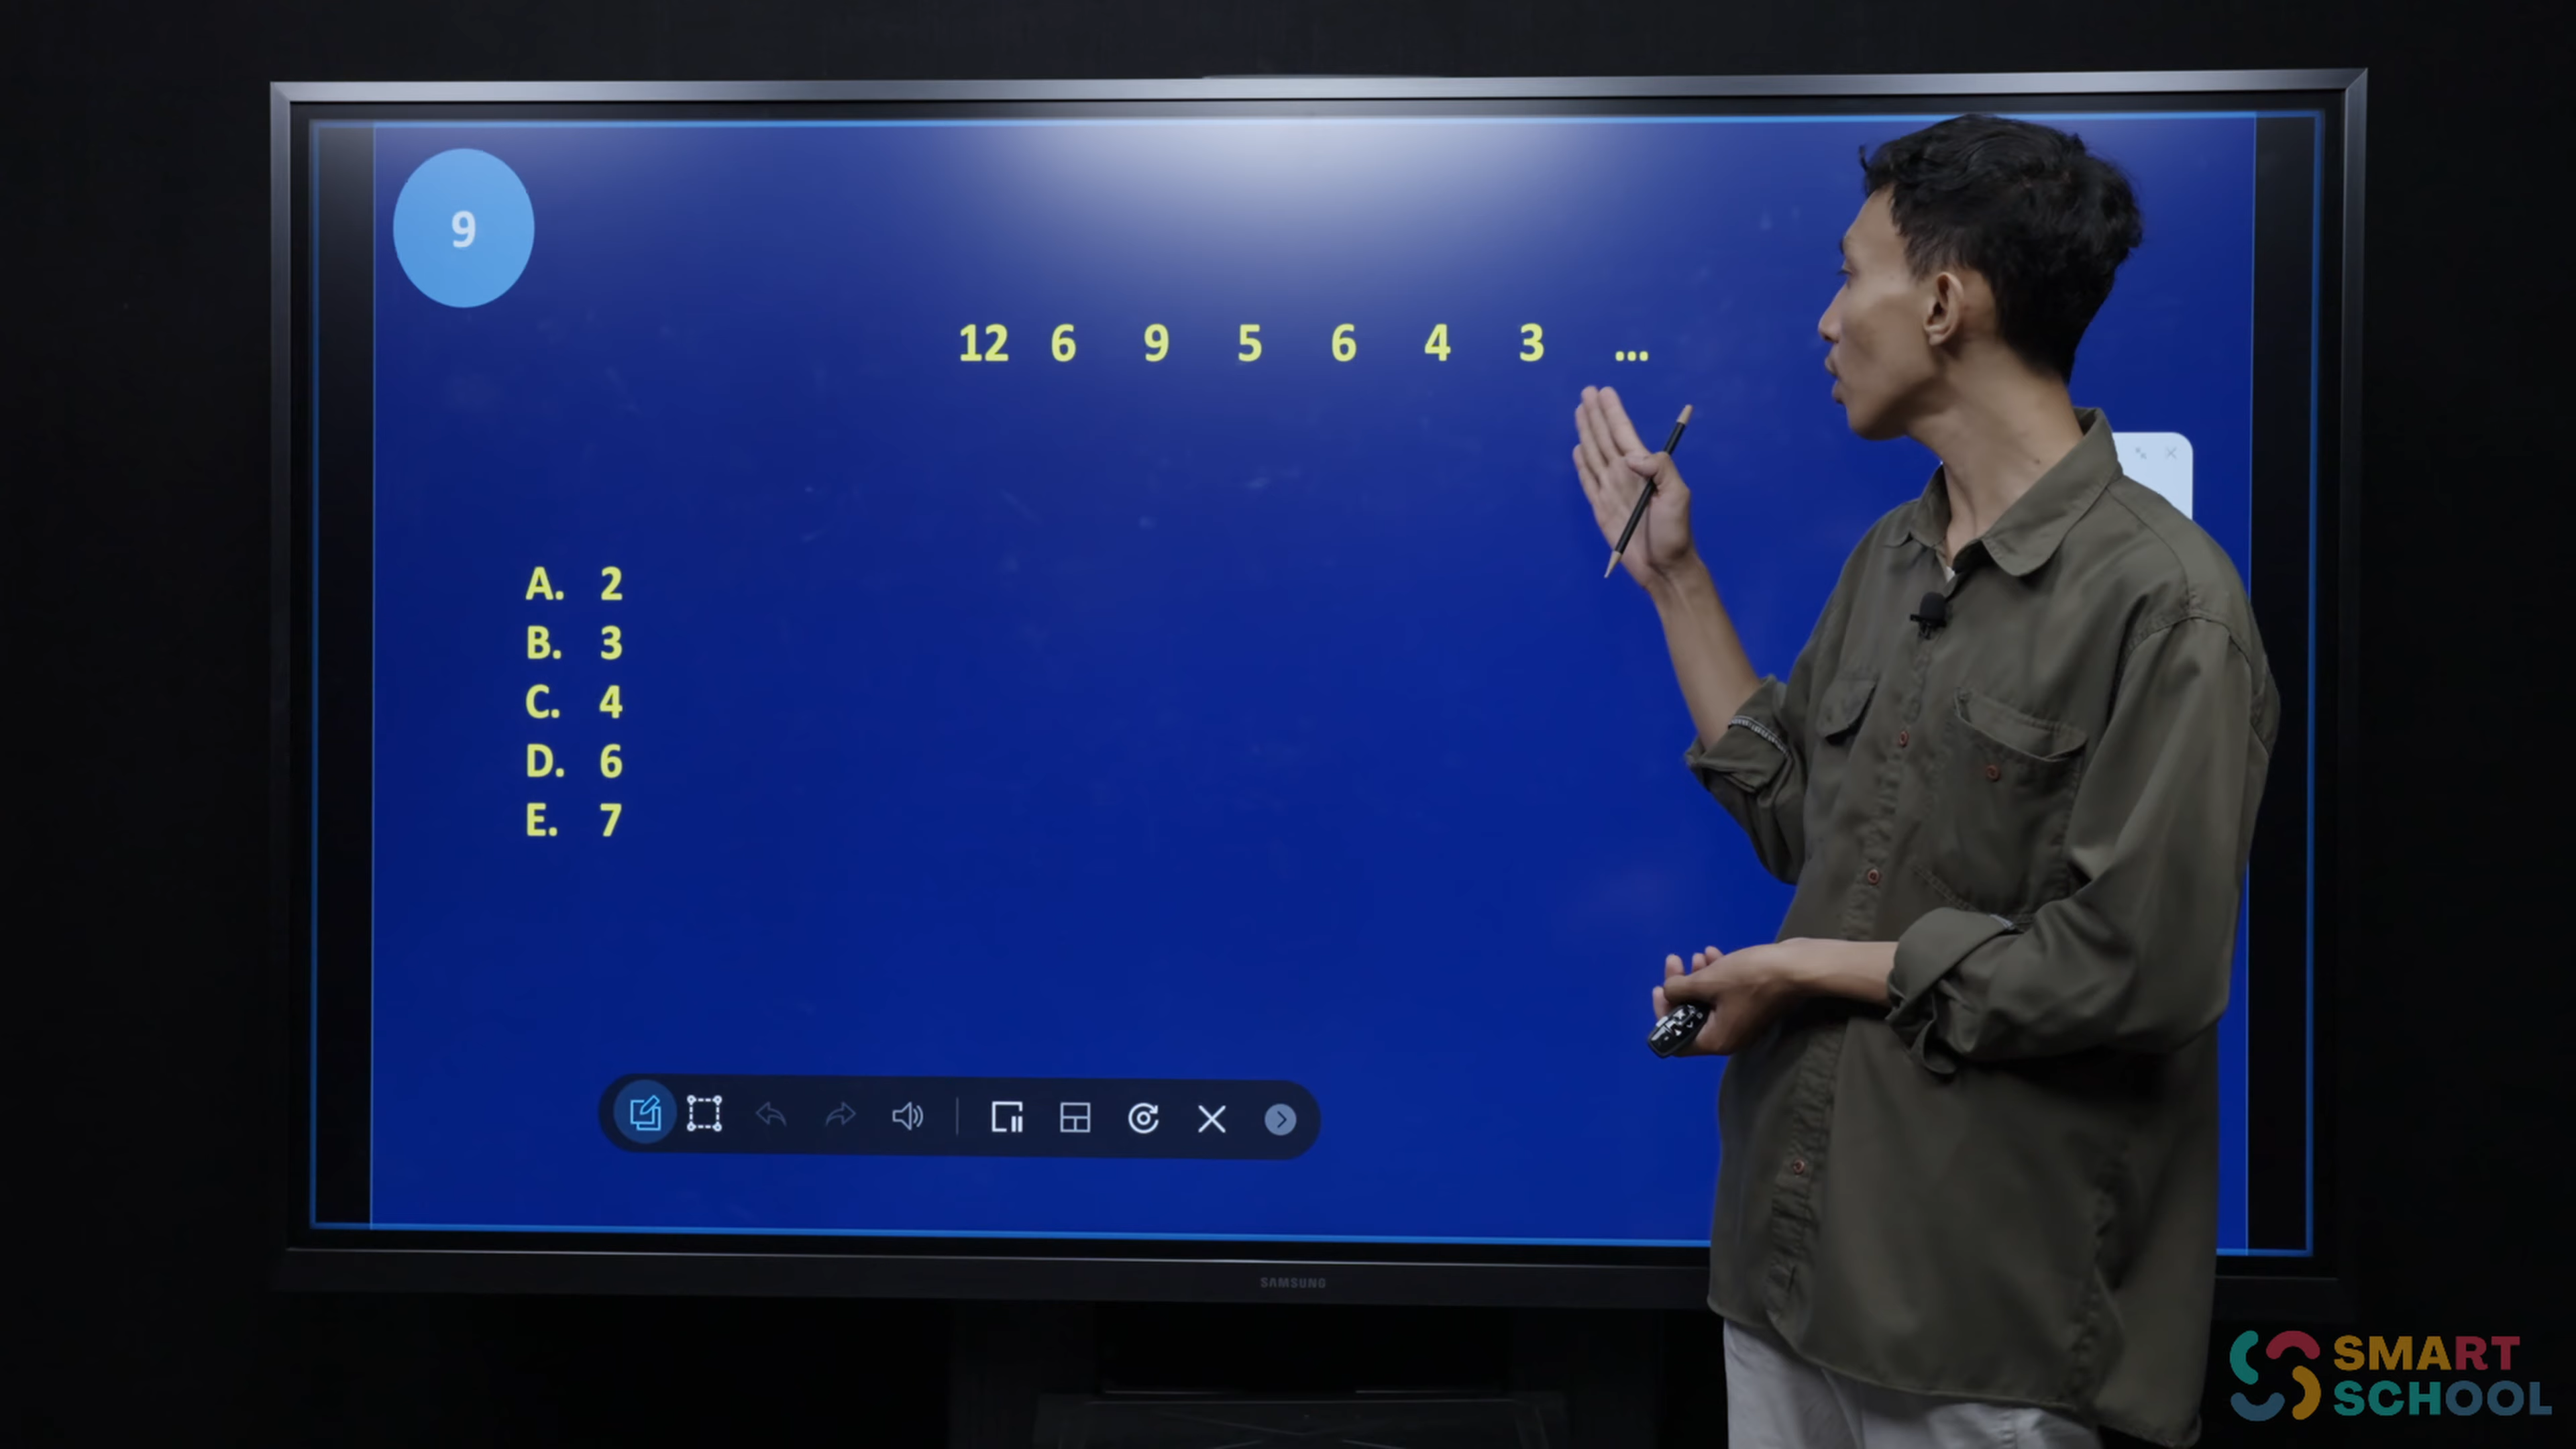 9
12 6 9 5 6 4 3 ...
A. 2
B. 3
C. 4
D. 6
E. 7
SAMSUNG
SMART
SCHOOL